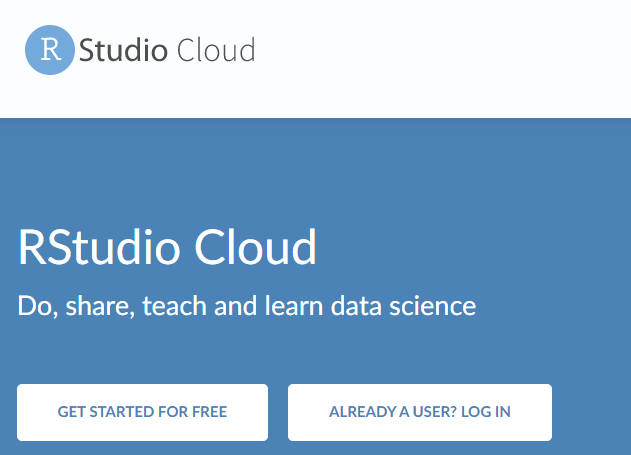 R Studio Cloud
RStudio Cloud
Do, share, teach and learn data science
GET STARTED FOR FREE
ALREADY A USER? LOG IN